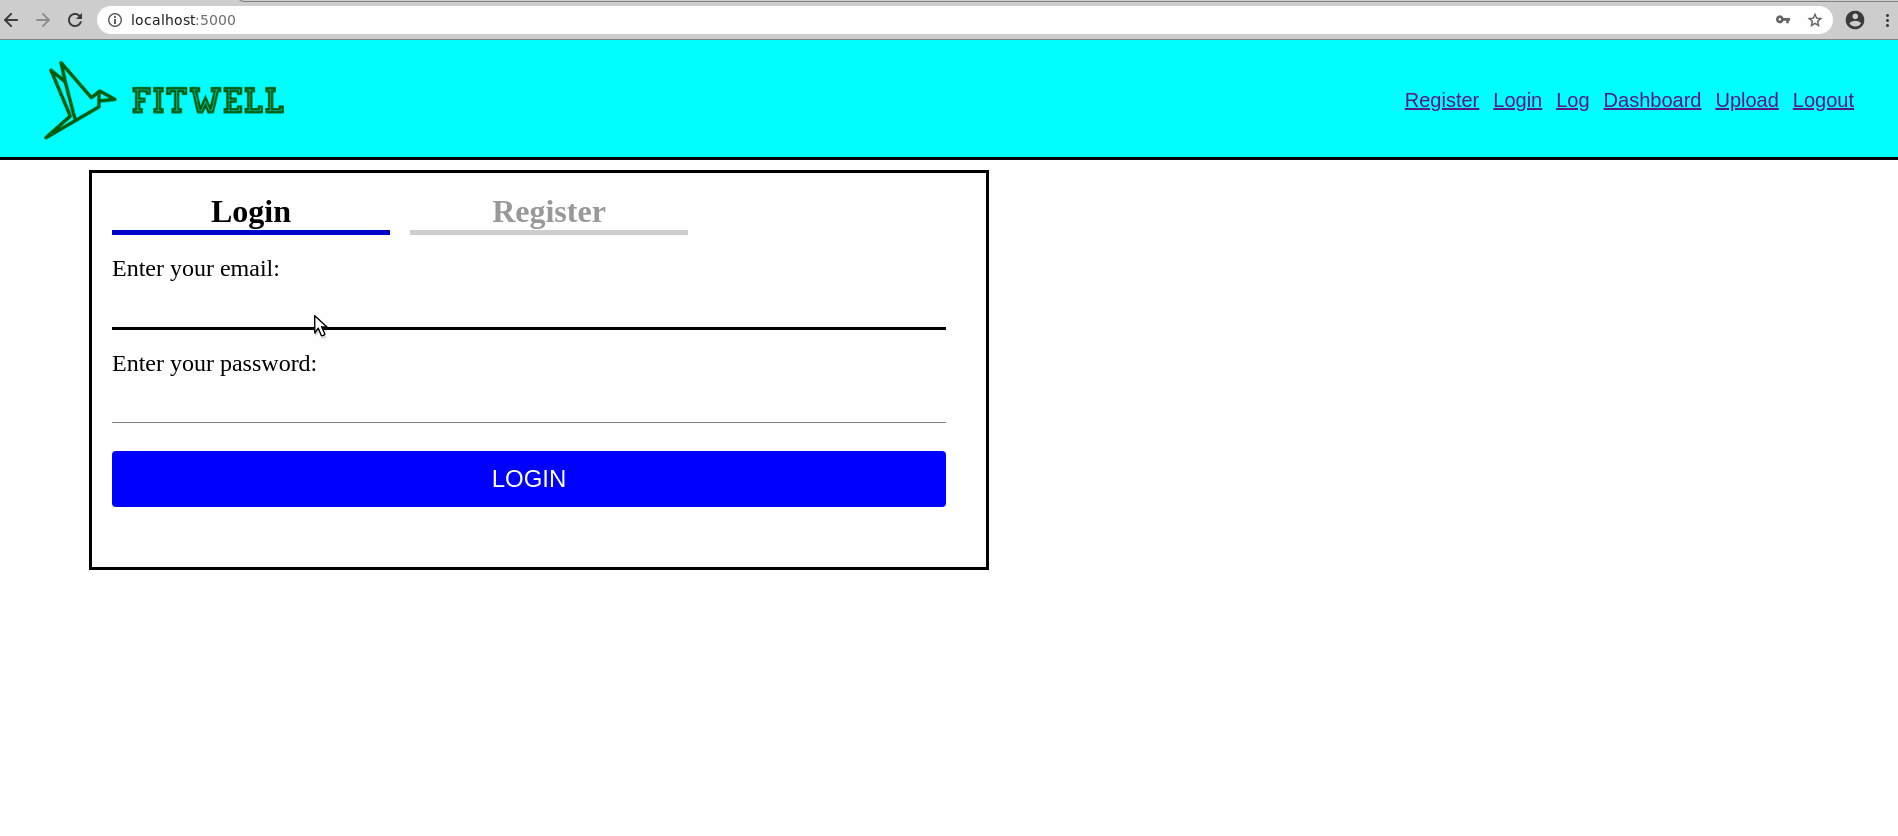 localhost:5000
FITWELL
Register Login Log Dashboard Upload Logout
Login Register
Enter your email:
Enter your password:
LOGIN